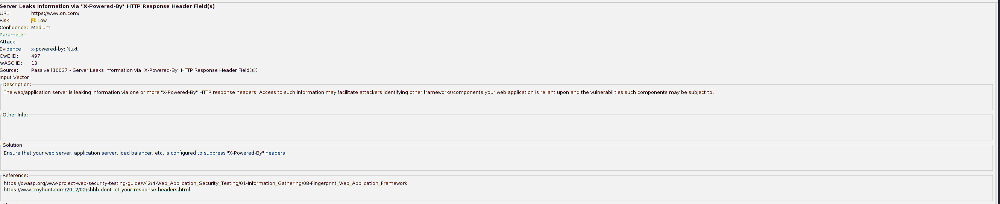 Server Leaks Information via "X-Powered-By" HTTP Response Header Field(s)
URL: https://www.on.com/
Risk: Low
Confidence: Medium
Parameter:
Attack:
Evidence: x-powered-by: Nuxt
CWE ID: 497
WASC ID: 13
Source: Passive (10037 - Server Leaks Information via "X-Powered-By" HTTP Response Header Field(s))
Input Vector:
Description:
The web/application server is leaking information via one or more "X-Powered-By" HTTP response headers. Access to such information may facilitate attackers identifying other frameworks/components your web application is reliant upon and the vulnerabilities such components may be subject to.
Other Info:
Solution:
Ensure that your web server, application server, load balancer, etc. is configured to suppress "X-Powered-By" headers.
Reference:
https://owasp.org/www-project-web-security-testing-guide/v42/4-Web_Application_Security_Testing/01-Information_Gathering/08-Fingerprint_Web_Application_Framework
https://www.troyhunt.com/2012/02/shhh-dont-let-your-response-headers.html